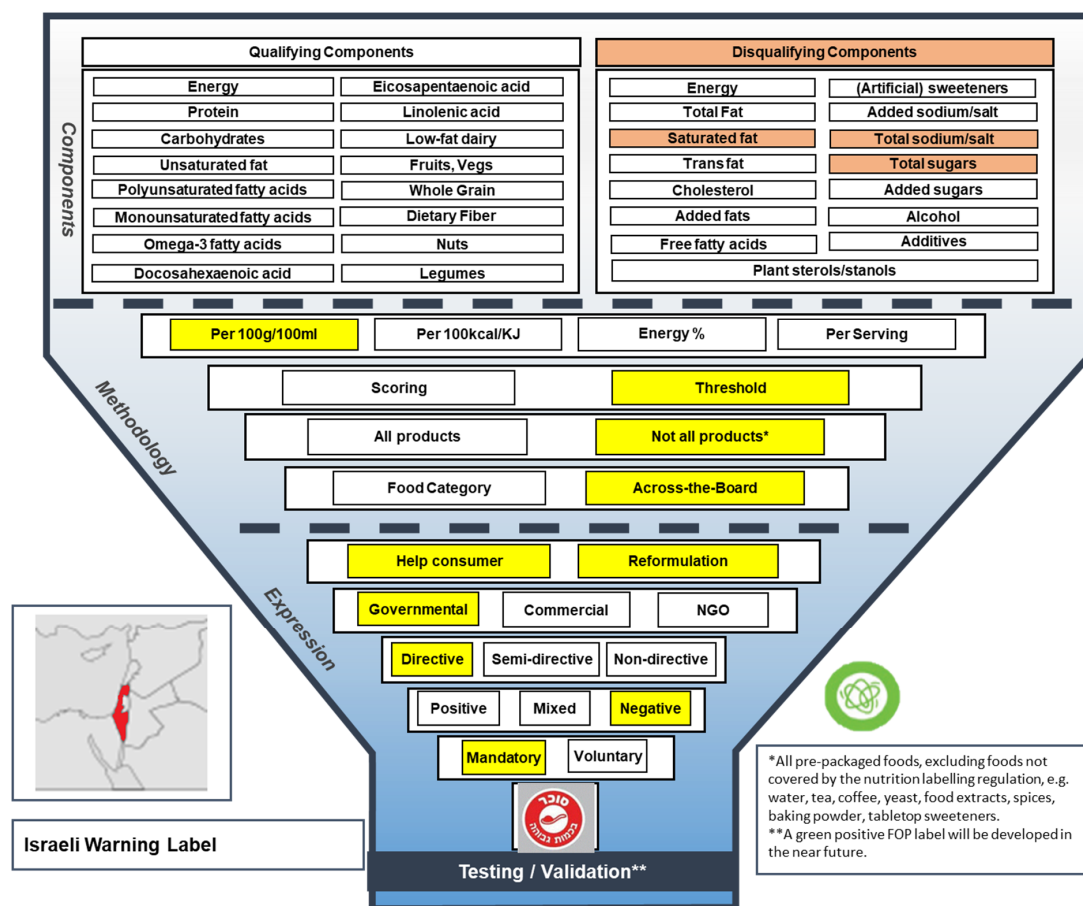 Qualifying Components
Disqualifying Components
Components
Energy
Eicosapentaenoic acid
Protein
Linolenic acid
Carbohydrates
Low-fat dairy
Unsaturated fat
Fruits, Vegs
Polyunsaturated fatty acids
Whole Grain
Monounsaturated fatty acids
Dietary Fiber
Omega-3 fatty acids
Nuts
Docosahexaenoic acid
Legumes
Energy
(Artificial) sweeteners
Total Fat
Added sodium/salt
Saturated fat
Total sodium/salt
Trans fat
Total sugars
Cholesterol
Added sugars
Added fats
Alcohol
Free fatty acids
Additives
Plant sterols/stanols
Methodology
Per 100g/100ml
Per 100kcal/KJ
Energy %
Per Serving
Scoring
Threshold
All products
Not all products*
Food Category
Across-the-Board
Expression
Help consumer
Reformulation
Governmental
Commercial
NGO
Directive
Semi-directive
Non-directive
Positive
Mixed
Negative
Mandatory
Voluntary
סוכר
בכמות גבוהה
Testing / Validation**
Israeli Warning Label
*All pre-packaged foods, excluding foods not
covered by the nutrition labelling regulation, e.g.
water, tea, coffee, yeast, food extracts, spices,
baking powder, tabletop sweeteners.
**A green positive FOP label will be developed in
the near future.